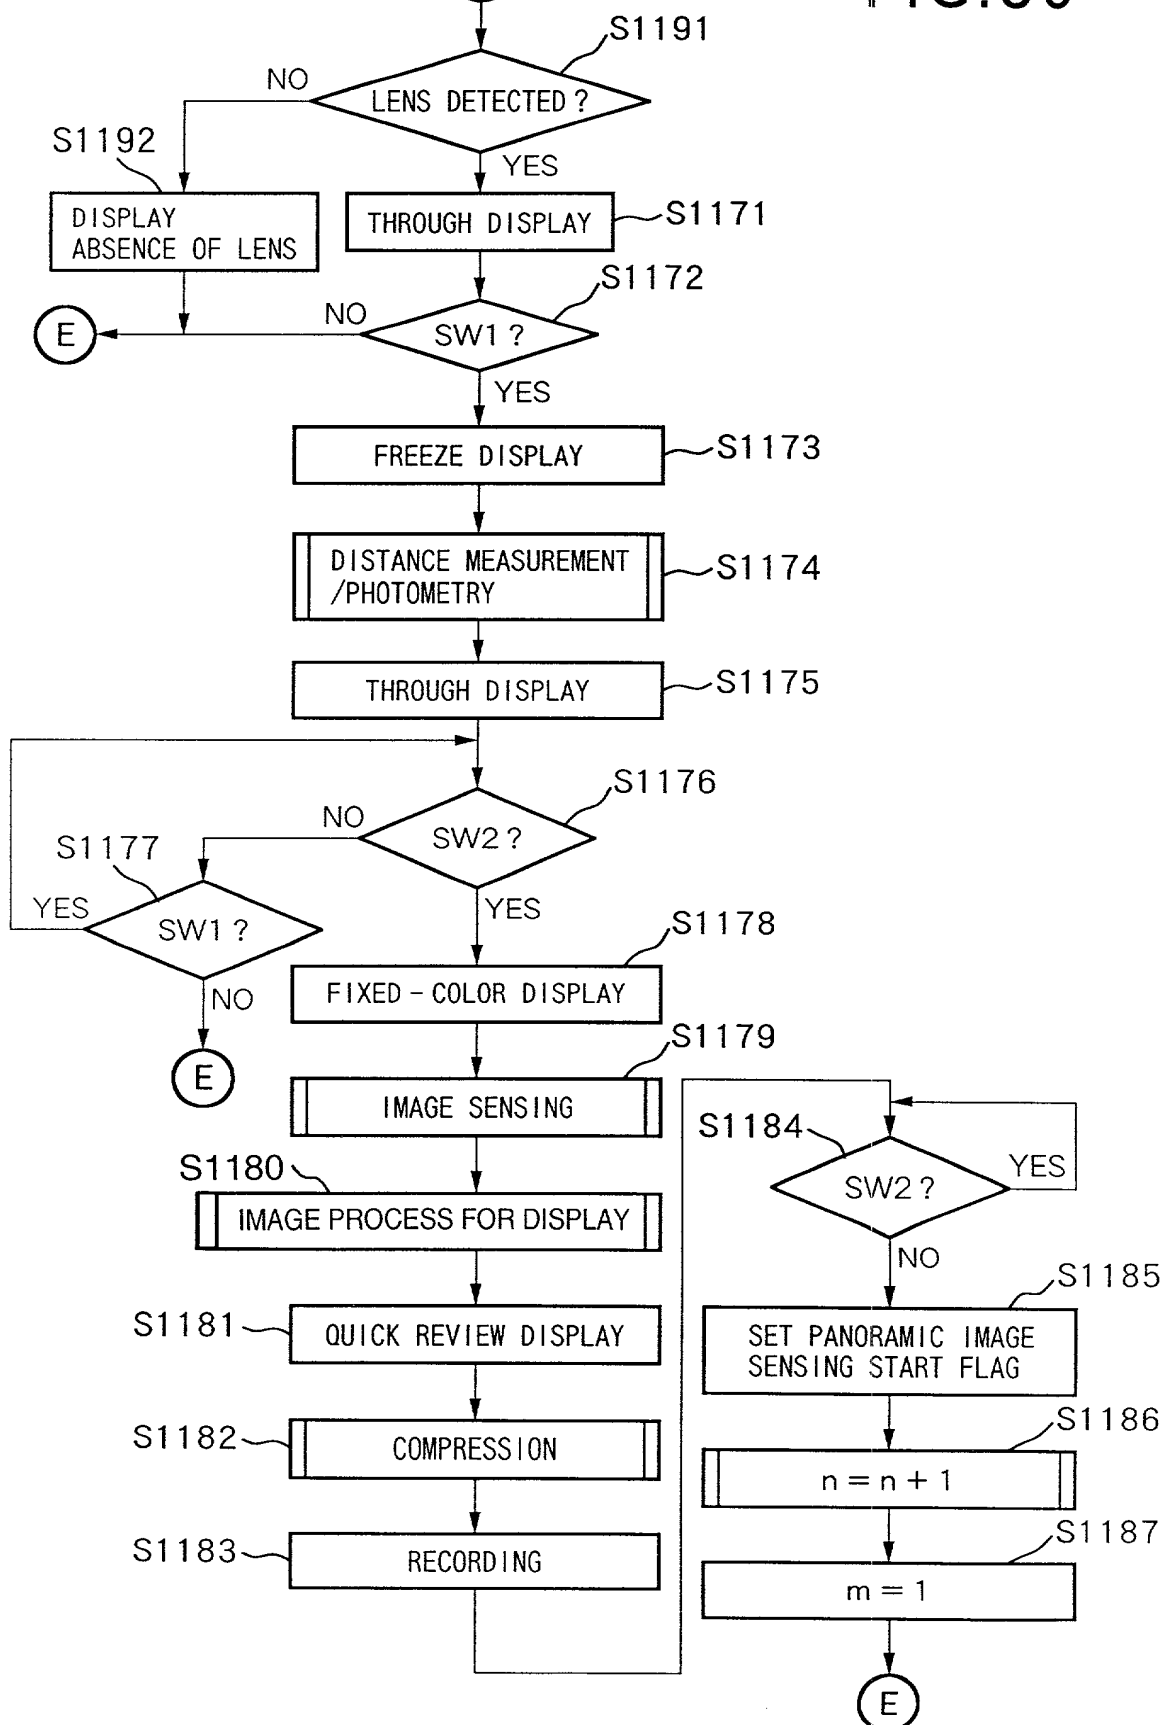 S1191
NO
LENS DETECTED ?
S1192
YES
DISPLAY
ABSENCE OF LENS
THROUGH DISPLAY
S1171
S1172
NO
E
SW1 ?
YES
FREEZE DISPLAY
S1173
DISTANCE MEASUREMENT
/PHOTOMETRY
S1174
THROUGH DISPLAY
S1175
S1176
NO
SW2 ?
S1177
YES
SW1 ?
YES
S1178
NO
FIXED-COLOR DISPLAY
S1179
E
IMAGE SENSING
S1180
IMAGE PROCESS FOR DISPLAY
S1181
QUICK REVIEW DISPLAY
S1182
COMPRESSION
S1183
RECORDING
S1184
SW2 ?
YES
NO
S1185
SET PANORAMIC IMAGE
SENSING START FLAG
S1186
n = n + 1
S1187
m = 1
E